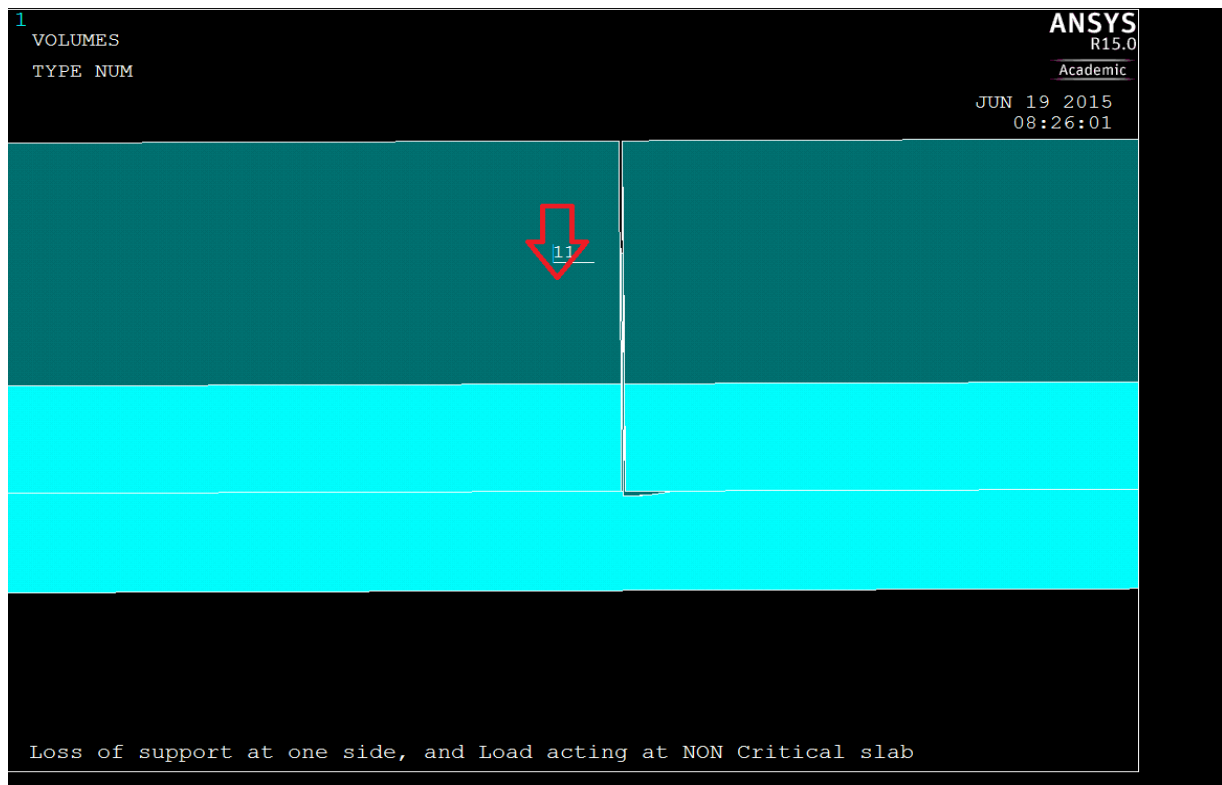 1
VOLUMES
TYPE NUM
ANSYS
R15.0
Academic
JUN 19 2015
08:26:01
11
Loss of support at one side, and Load acting at NON Critical slab